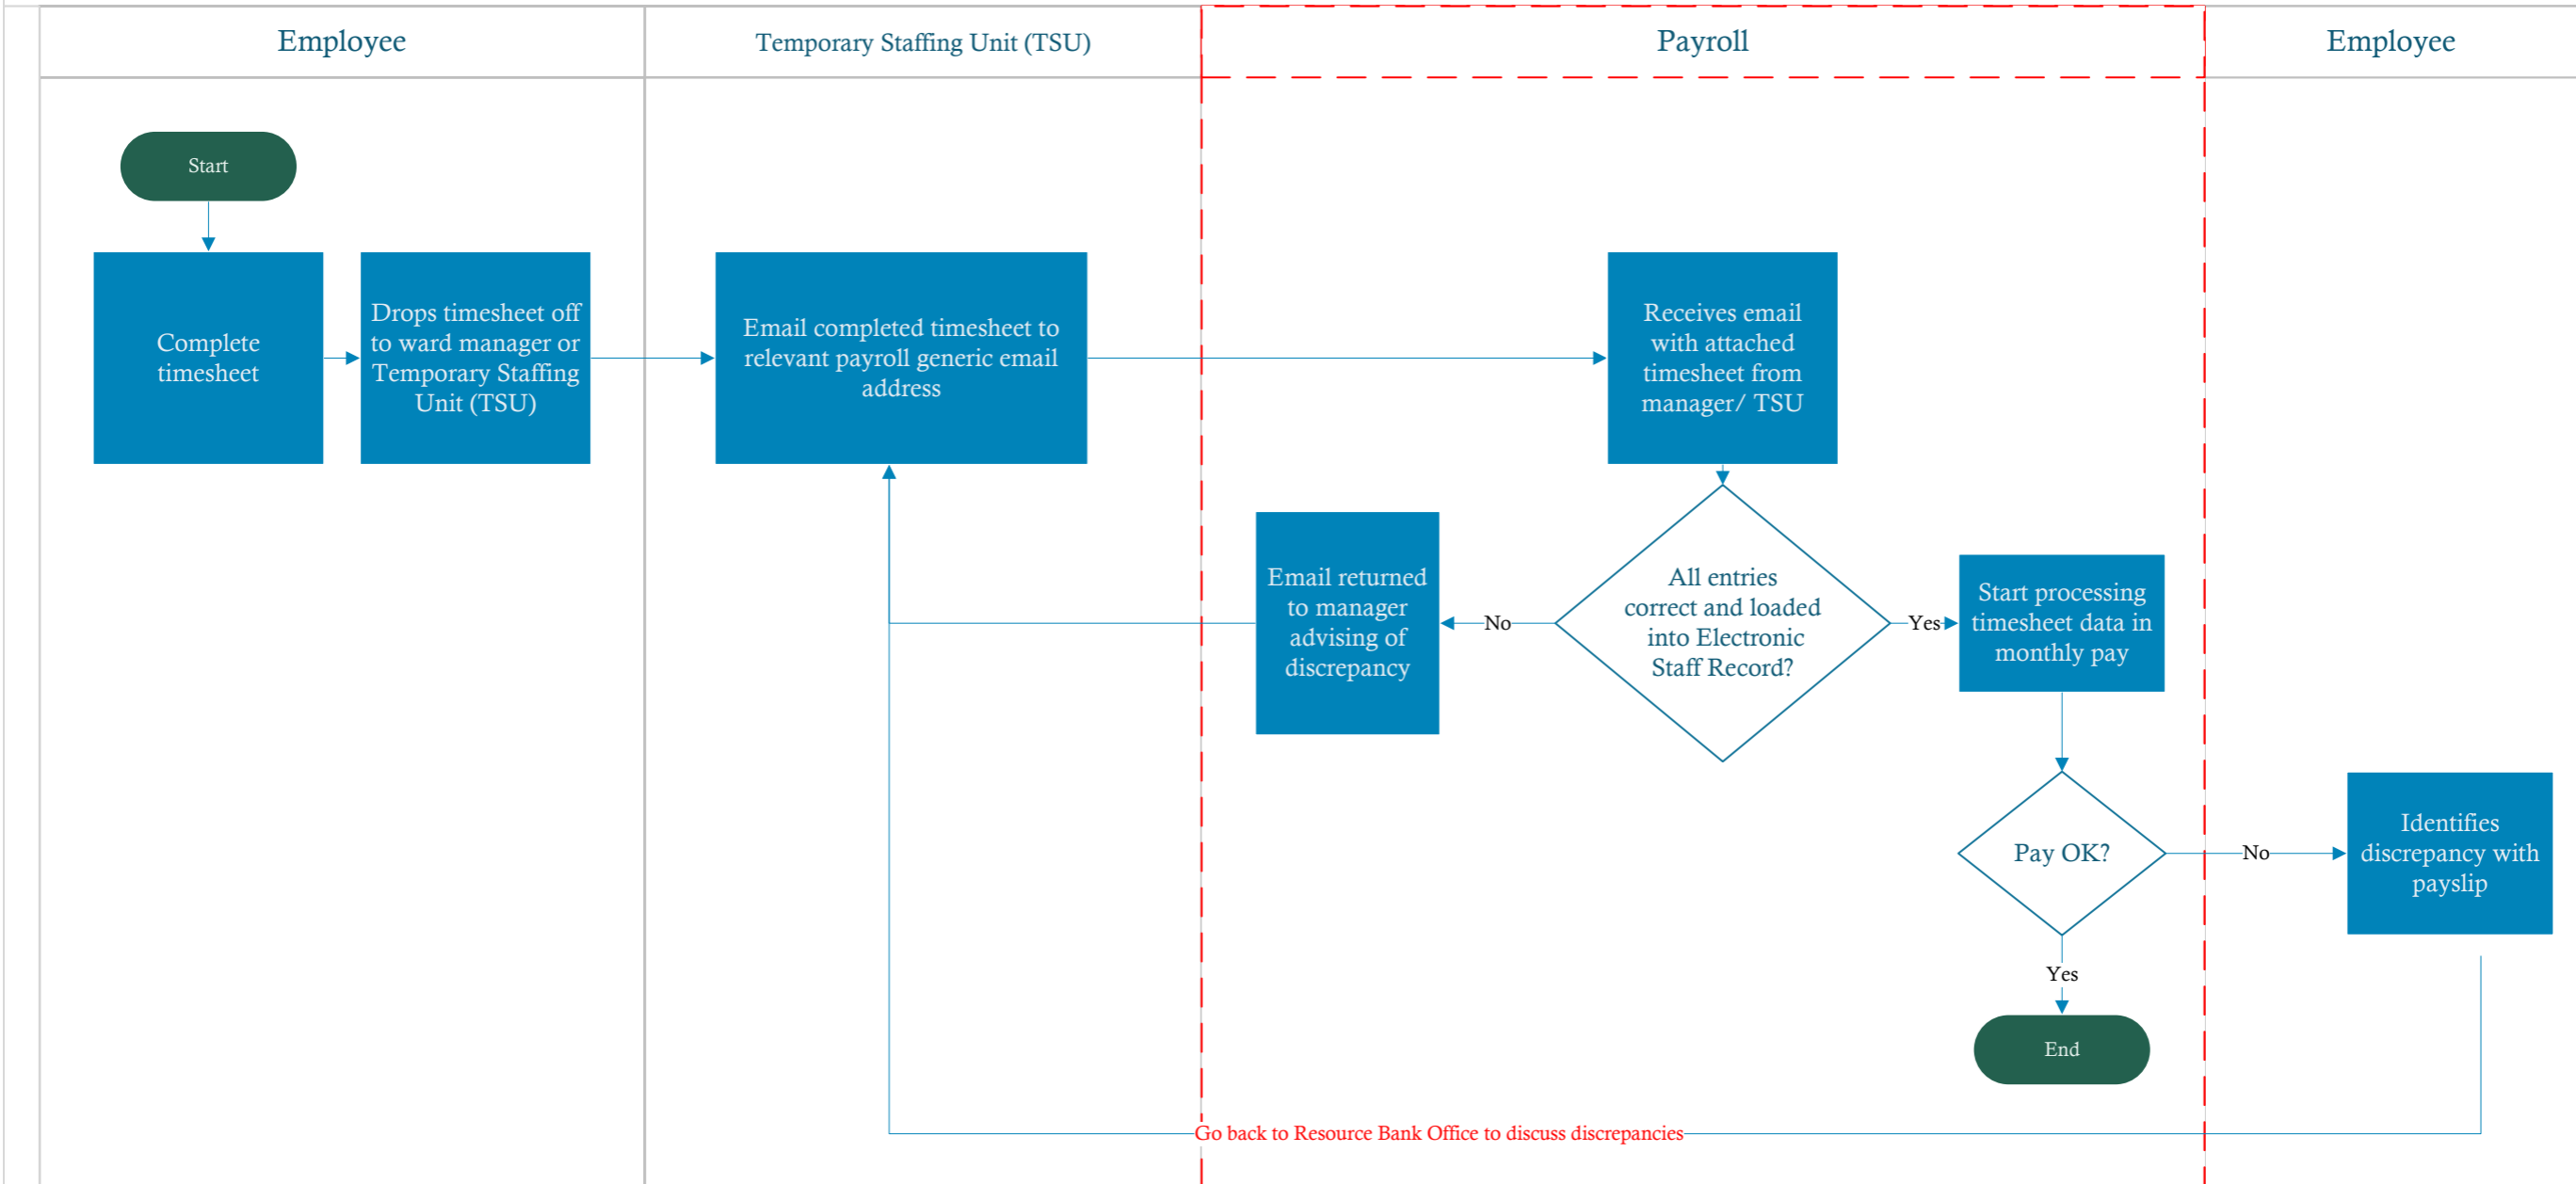 Employee
Temporary Staffing Unit (TSU)
Payroll
Employee
Start
Complete
timesheet
Drops timesheet off
to ward manager or
Temporary Staffing
Unit (TSU)
Email completed timesheet to
relevant payroll generic email
address
Receives email
with attached
timesheet from
manager/ TSU
Email returned
to manager
advising of
discrepancy
No
All entries
correct and loaded
into Electronic
Staff Record?
Yes
Start processing
timesheet data in
monthly pay
Pay OK?
No
Identifies
discrepancy with
payslip
Yes
End
Go back to Resource Bank Office to discuss discrepancies